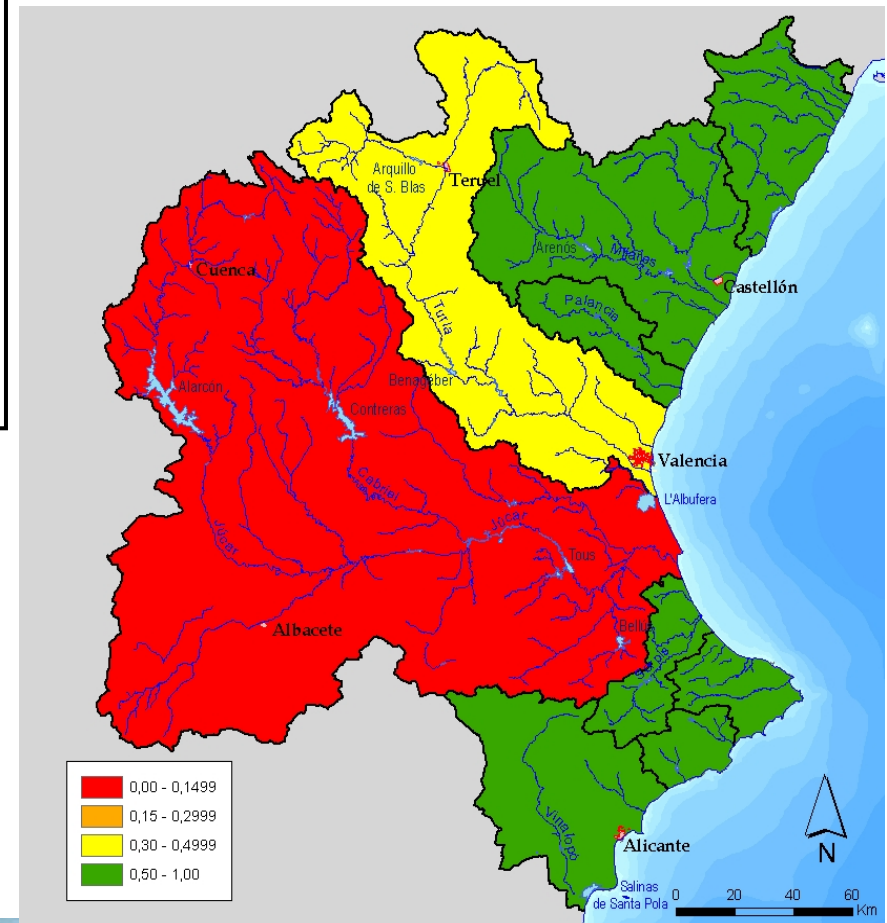 Arquillo
de S. Blas
Teruel
Cuenca
Arenós
Mijares
Castellón
Palancia
Turia
Alarcón
Benageber
Contreras
Valencia
Cabriel
L'Albufera
Júcar
Júcar
Tous
Albacete
Bellús
Serpis
0,00 - 0,1499
0,15 - 0,2999
0,30 - 0,4999
0,50 - 1,00
Vinalopó
Alicante
N
Salinas
de Santa Pola
0 20 40 60
Km